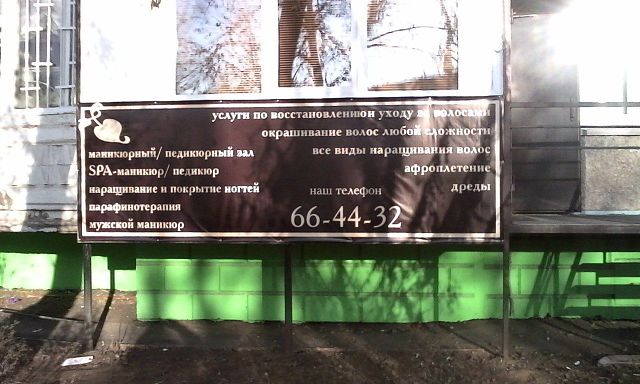 услуги по восстановлению и уходу за волосами
окрашивание волос любой сложности
все виды наращивания волос
афроплетение
дреды
маникюрный/ педикюрный зал
SPA-маникюр/ педикюр
наращивание и покрытие ногтей
парафинотерапия
мужской маникюр
наш телефон
66-44-32